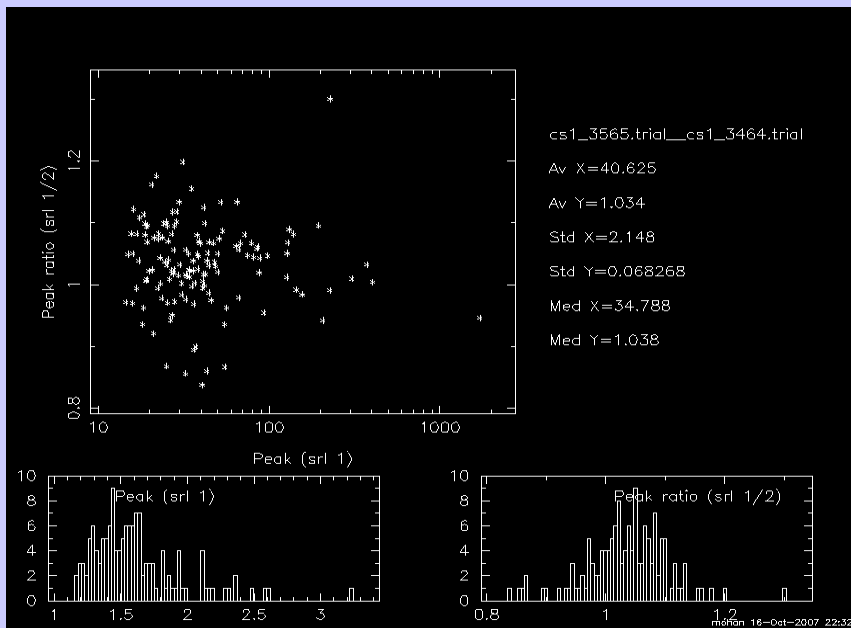 cs1_3565.trial__cs1_3464.trial
Av X=40.625
Av Y=1.034
Std X=2.148
Std Y=0.068268
Med X=34.788
Med Y=1.038
Peak ratio (srl 1/2)
1.2
1
0.8
10 100 1000
Peak (srl 1)
Peak (srl 1)
10
8
6
4
2
0
1 1.5 2 2.5 3
Peak ratio (srl 1/2)
10
8
6
4
2
0
0.8 1 1.2
mohan 16-Oct-2007 22:32